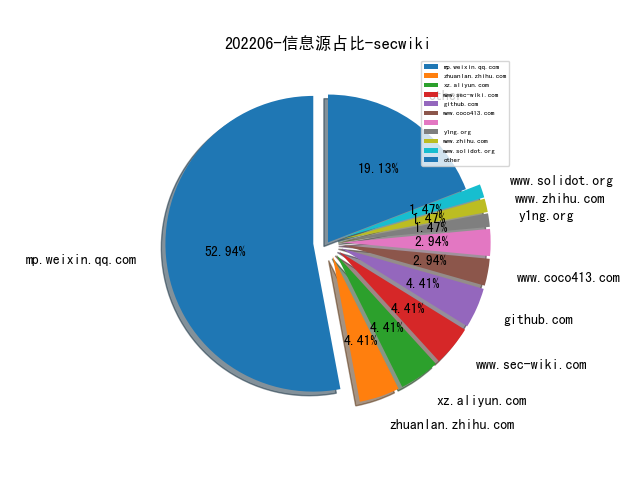 202206-信息源占比-secwiki
mp.weixin.qq.com
zhuanlan.zhihu.com
xz.aliyun.com
www.sec-wiki.com
github.com
www.coco413.com
y1ng.org
www.zhihu.com
www.solidot.org
other
19.13%
www.solidot.org
1.47%
www.zhihu.com
1.47%
y1ng.org
1.47%
2.94%
52.94%
mp.weixin.qq.com
2.94%
www.coco413.com
4.41%
github.com
4.41%
www.sec-wiki.com
4.41%
xz.aliyun.com
4.41%
zhuanlan.zhihu.com